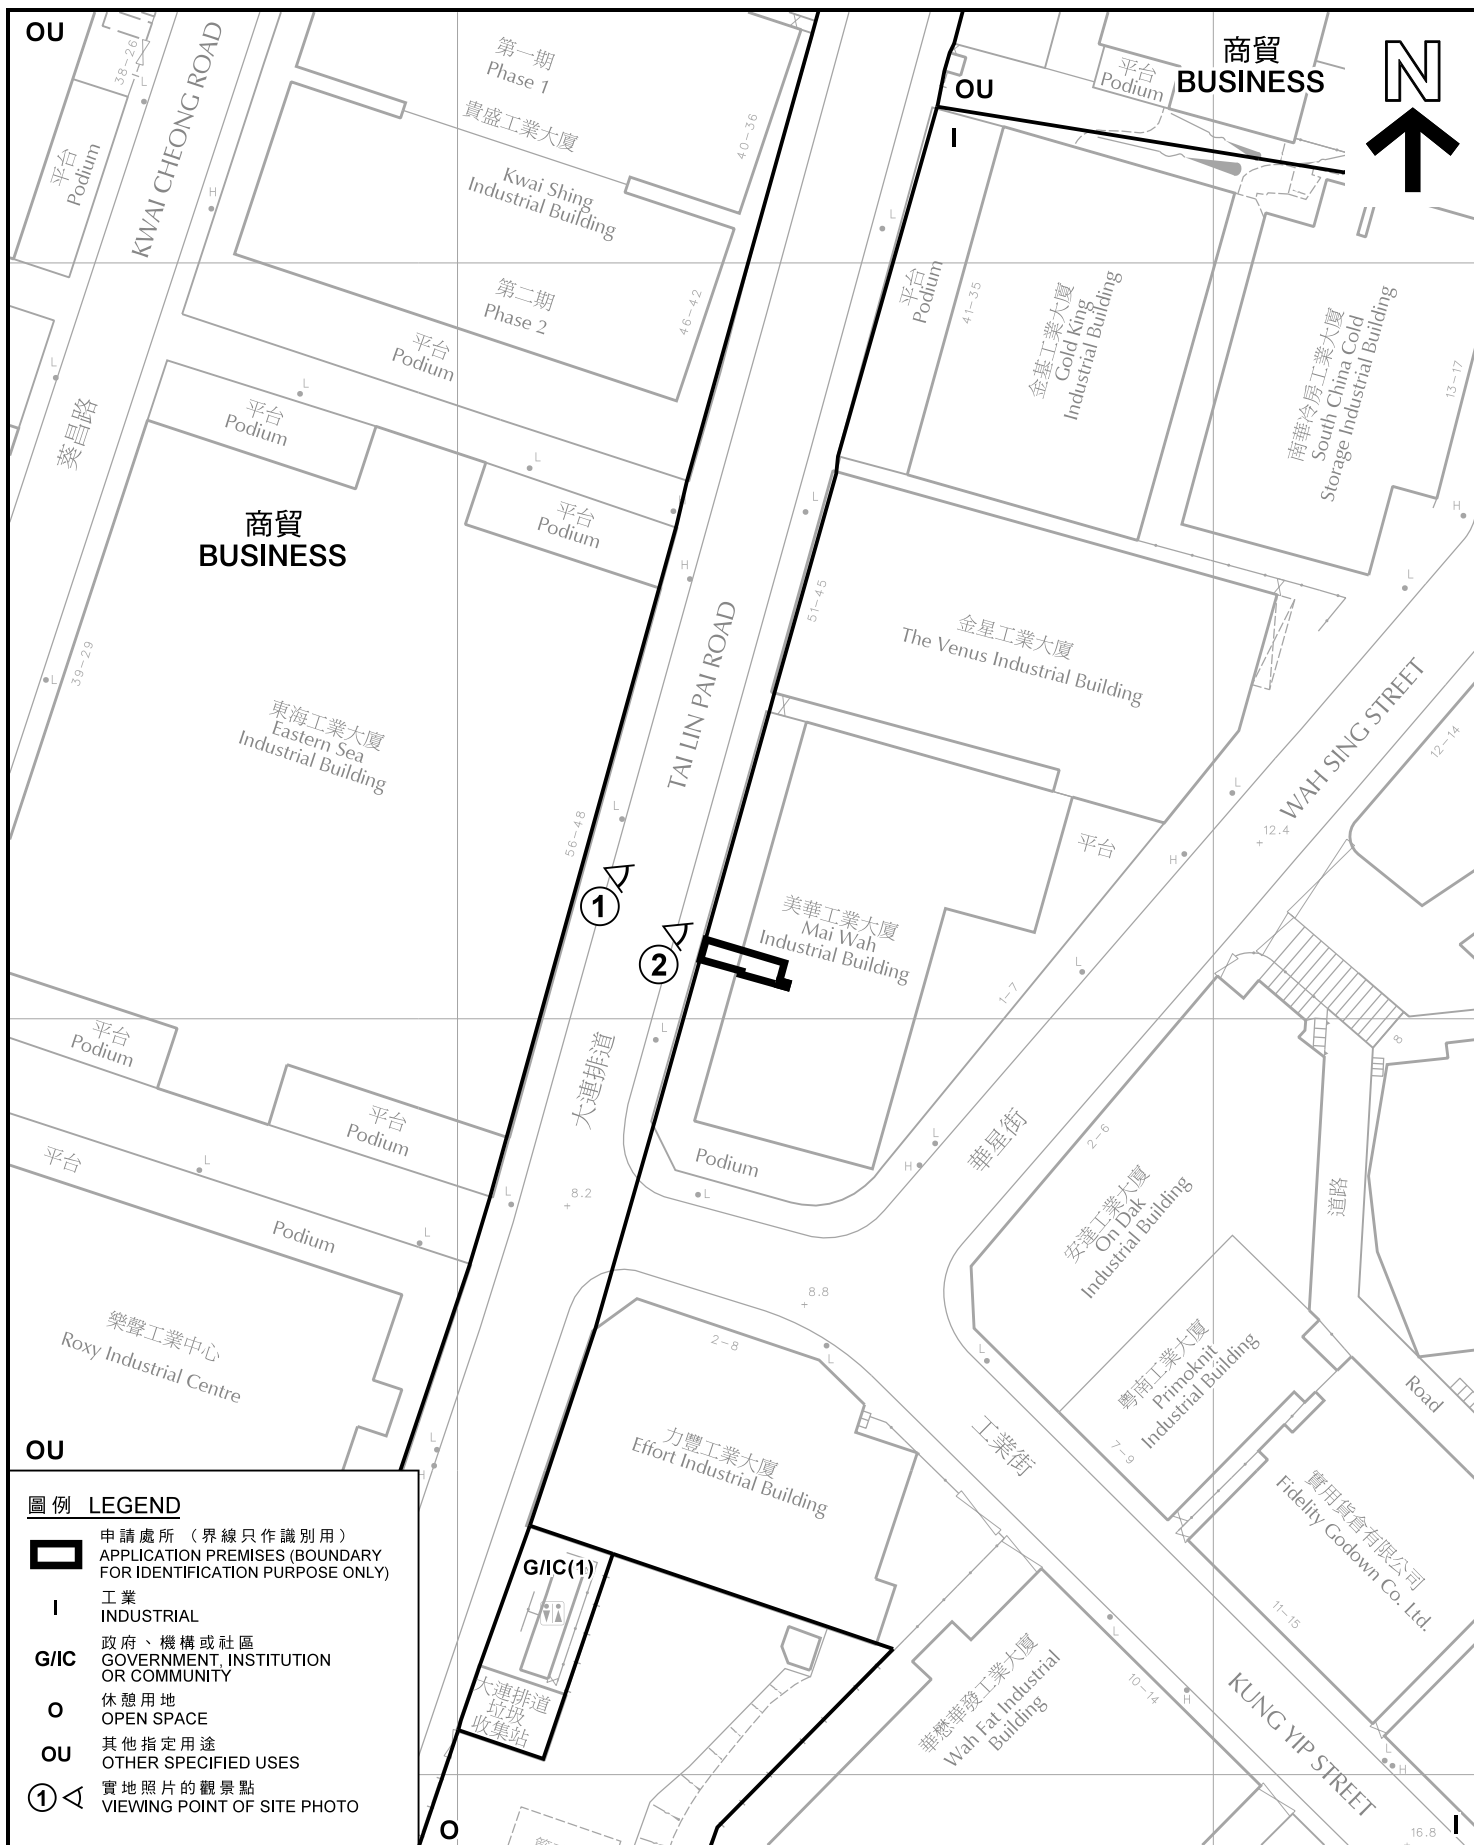 OU
38-26
L
KWAI CHEONG ROAD
第一期
Phase 1
貴盛工業大廈
Kwai Shing
Industrial Building
40-36
商貿
BUSINESS
平台
Podium
OU
I
N
平台
Podium
H
第二期
Phase 2
46-42
平台
Podium
L
平台
Podium
41-35
金基工業大廈
Gold King
Industrial Building
南華冷房工業大廈
South China Cold
Storage Industrial Building
13-17
L
葵昌路
L
平台
Podium
L
平台
Podium
L
L
H
H
L
商貿
BUSINESS
TAI LIN PAI ROAD
51-45
金星工業大廈
The Venus Industrial Building
39-29
L
東海工業大廈
Eastern Sea
Industrial Building
56-48
L
WAH SING STREET
12-14
L
12.4
H
平台
1
2
美華工業大廈
Mai Wah
Industrial Building
L
1-7
L
平台
Podium
大連排道
平台
Podium
8
平台
L
Podium
L
H
華星街
2-6
L
L
8.2
安達工業大廈
On Dak
Industrial Building
道路
Podium
L
8.8
樂聲工業中心
Roxy Industrial Centre
2-8
L
L
粵南工業大廈
Primoknit
Industrial Building
7-9
Road
力豐工業大廈
Effort Industrial Building
工業街
L
H
OU
實用貨倉有限公司
Fidelity Godown Co. Ltd.
11-15
圖例 LEGEND
申請處所 （界線只作識別用）
APPLICATION PREMISES (BOUNDARY
FOR IDENTIFICATION PURPOSE ONLY)
I
工業
INDUSTRIAL
G/IC
政府、機構或社區
GOVERNMENT, INSTITUTION
OR COMMUNITY
O
休憩用地
OPEN SPACE
OU
其他指定用途
OTHER SPECIFIED USES
1
實地照片的觀景點
VIEWING POINT OF SITE PHOTO
G/IC(1)
大連排道
垃圾
收集站
華懋華發工業大廈
Wah Fat Industrial
Building
L
10-14
H
KUNG YIP STREET
L
H
O
16.8
I